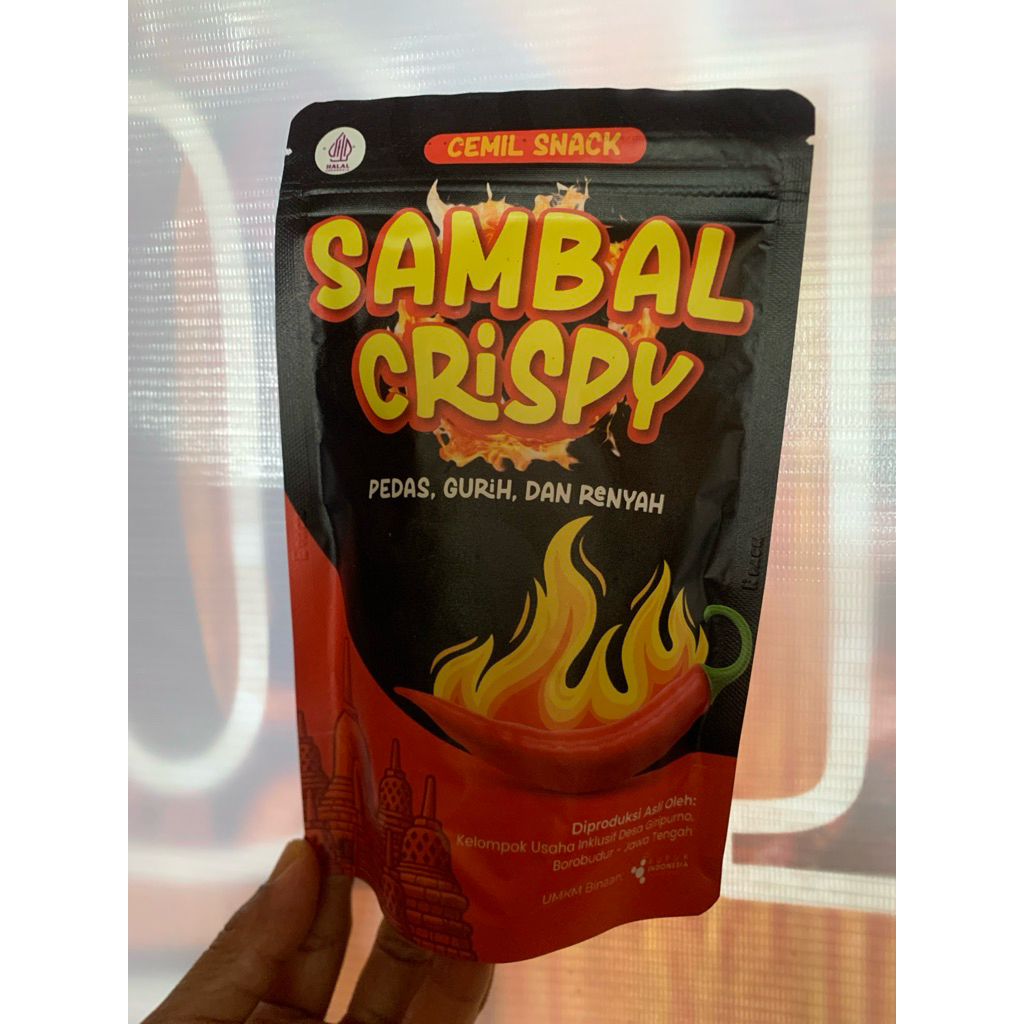 HALAL
CEMIL SNACK
SAMBAL
CRiSPY
PEDAS, GURiH, DAN ReNYAH
Diproduksi Asli Oleh:
Kelompok Usaha Inklusif Desa Giripurno,
Borobudur - Jawa Tengah
UMKM Binaan:
INDONESIA